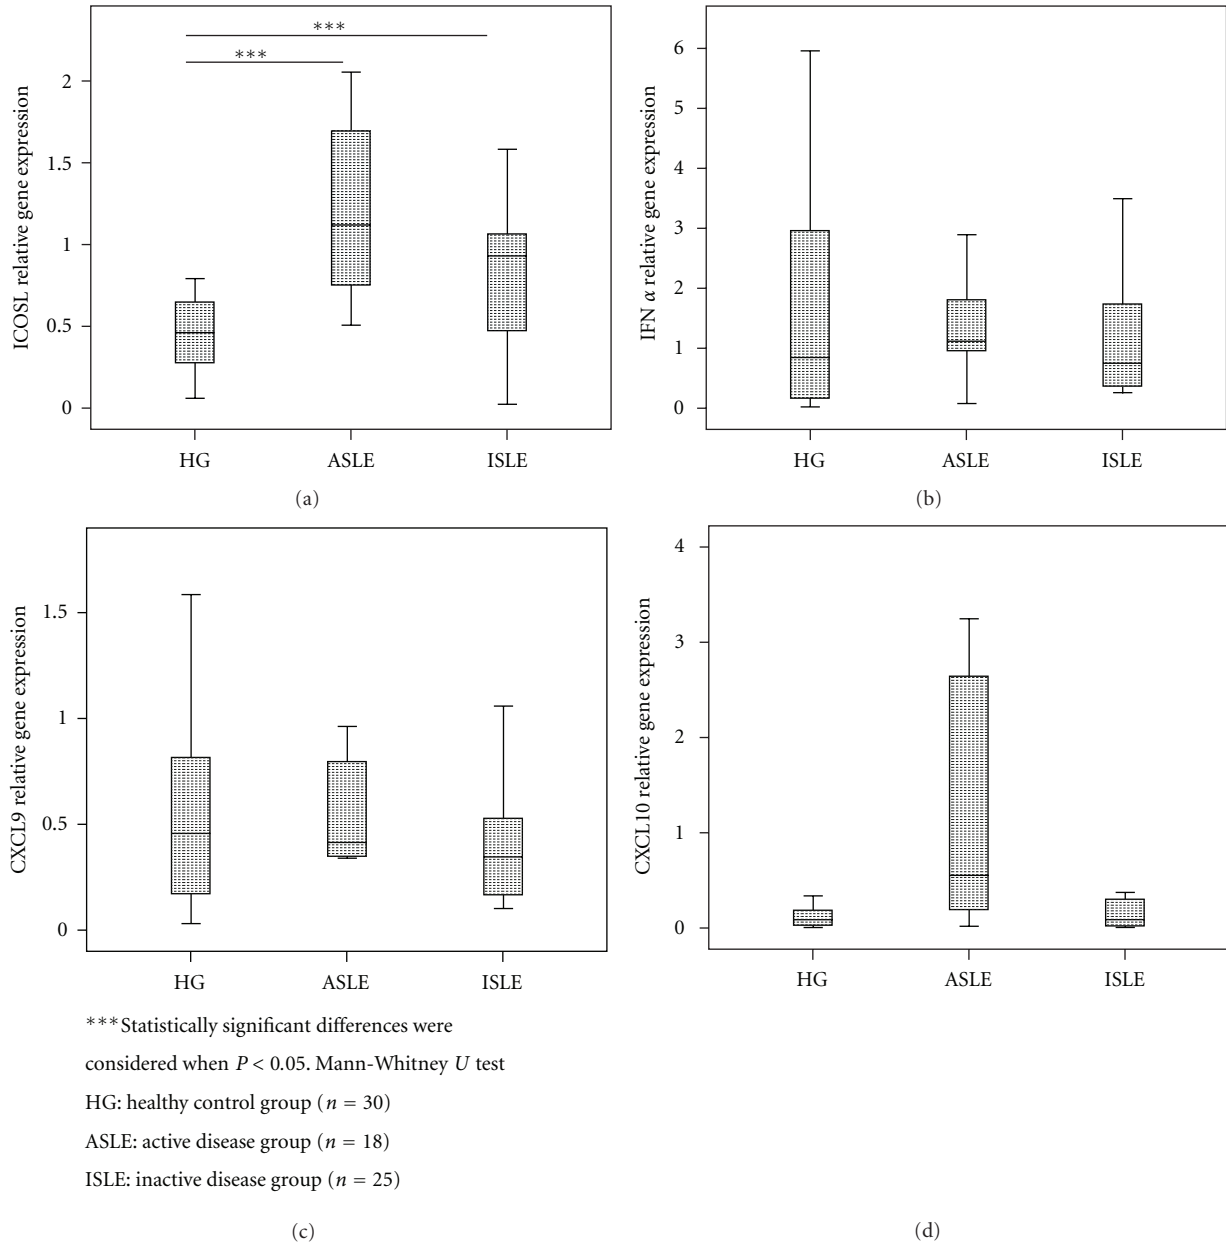 ***
***
2
1.5
1
0.5
0
ICOSL relative gene expression
HG ASLE ISLE
(a)
6
5
4
3
2
1
0
IFN α relative gene expression
HG ASLE ISLE
(b)
1.5
1
0.5
0
CXCL9 relative gene expression
HG ASLE ISLE
***Statistically significant differences were
considered when P < 0.05. Mann-Whitney U test
HG: healthy control group (n = 30)
ASLE: active disease group (n = 18)
ISLE: inactive disease group (n = 25)
(c)
4
3
2
1
0
CXCL10 relative gene expression
HG ASLE ISLE
(d)